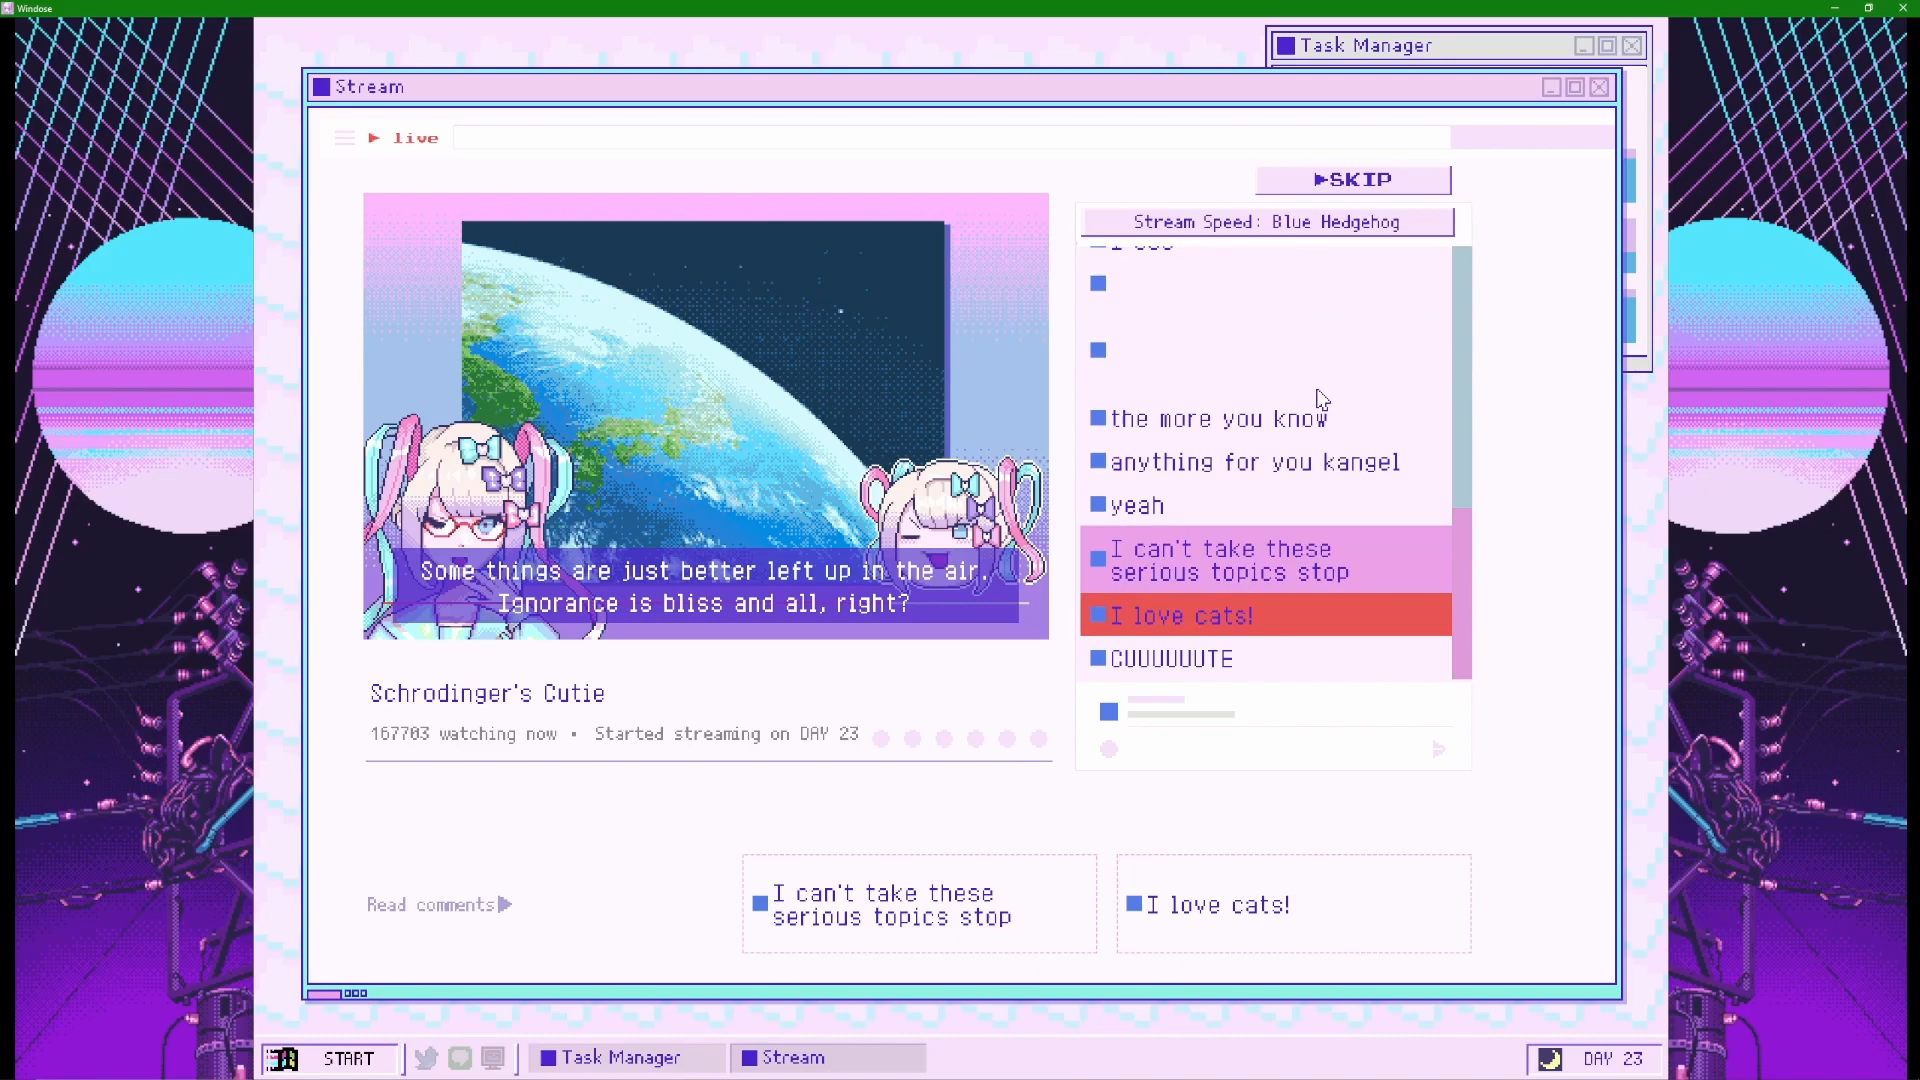 Windose
Task Manager
Stream
live
▶SKIP
Stream Speed: Blue Hedgehog
the more you know
anything for you kangel
yeah
I can't take these
serious topics stop
I love cats!
CUUUUUUTE
Some things are just better left up in the air.
Ignorance is bliss and all, right?
Schrodinger's Cutie
167703 watching now • Started streaming on DAY 23
Read comments▶
I can't take these
serious topics stop
I love cats!
START
Task Manager
Stream
DAY 23